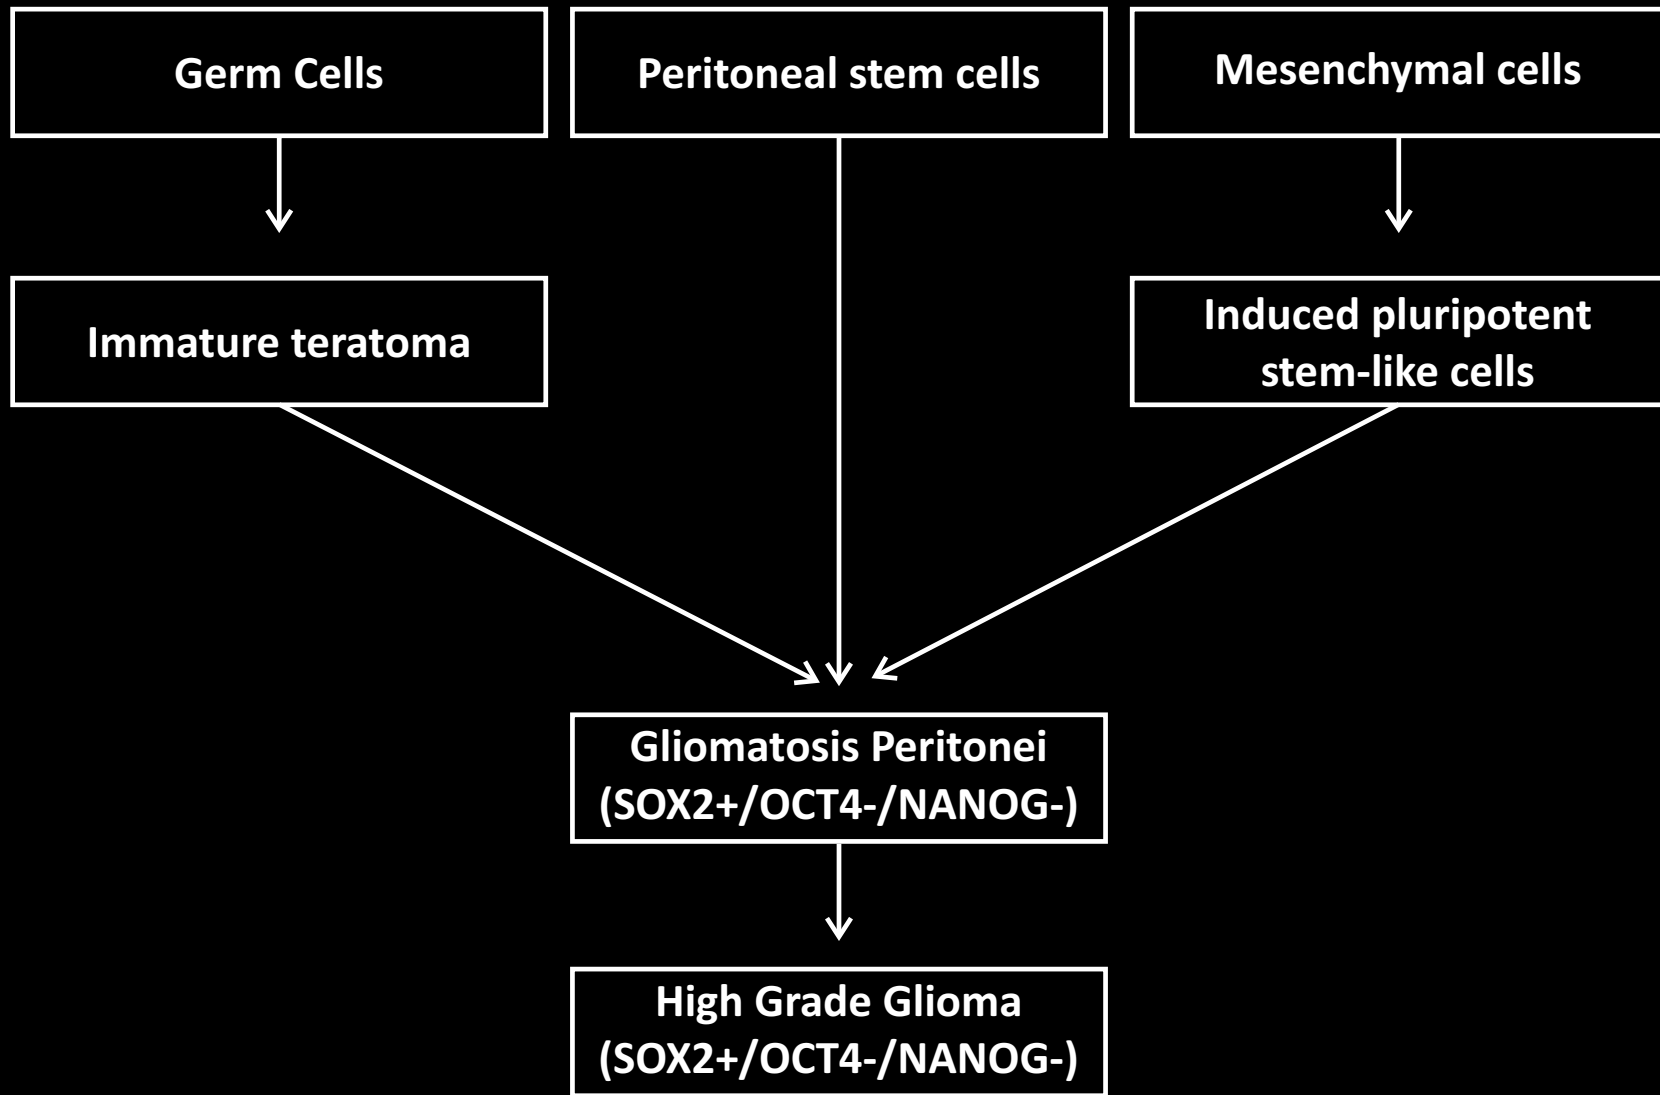 Germ Cells
Peritoneal stem cells
Mesenchymal cells
Immature teratoma
Induced pluripotent
stem-like cells
Gliomatosis Peritonei
(SOX2+/OCT4-/NANOG-)
High Grade Glioma
(SOX2+/OCT4-/NANOG-)